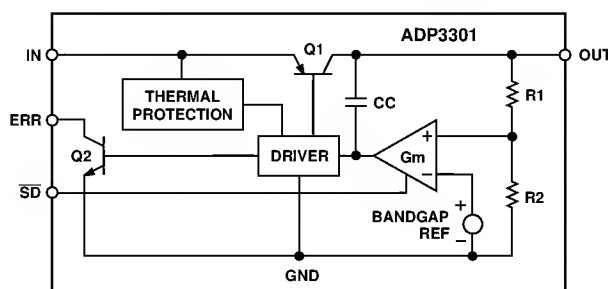 ADP3301
Q1
IN
OUT
THERMAL
PROTECTION
CC
R1
ERR
Q2
DRIVER
Gm
+
−
SD
R2
BANDGAP
REF
+
−
GND